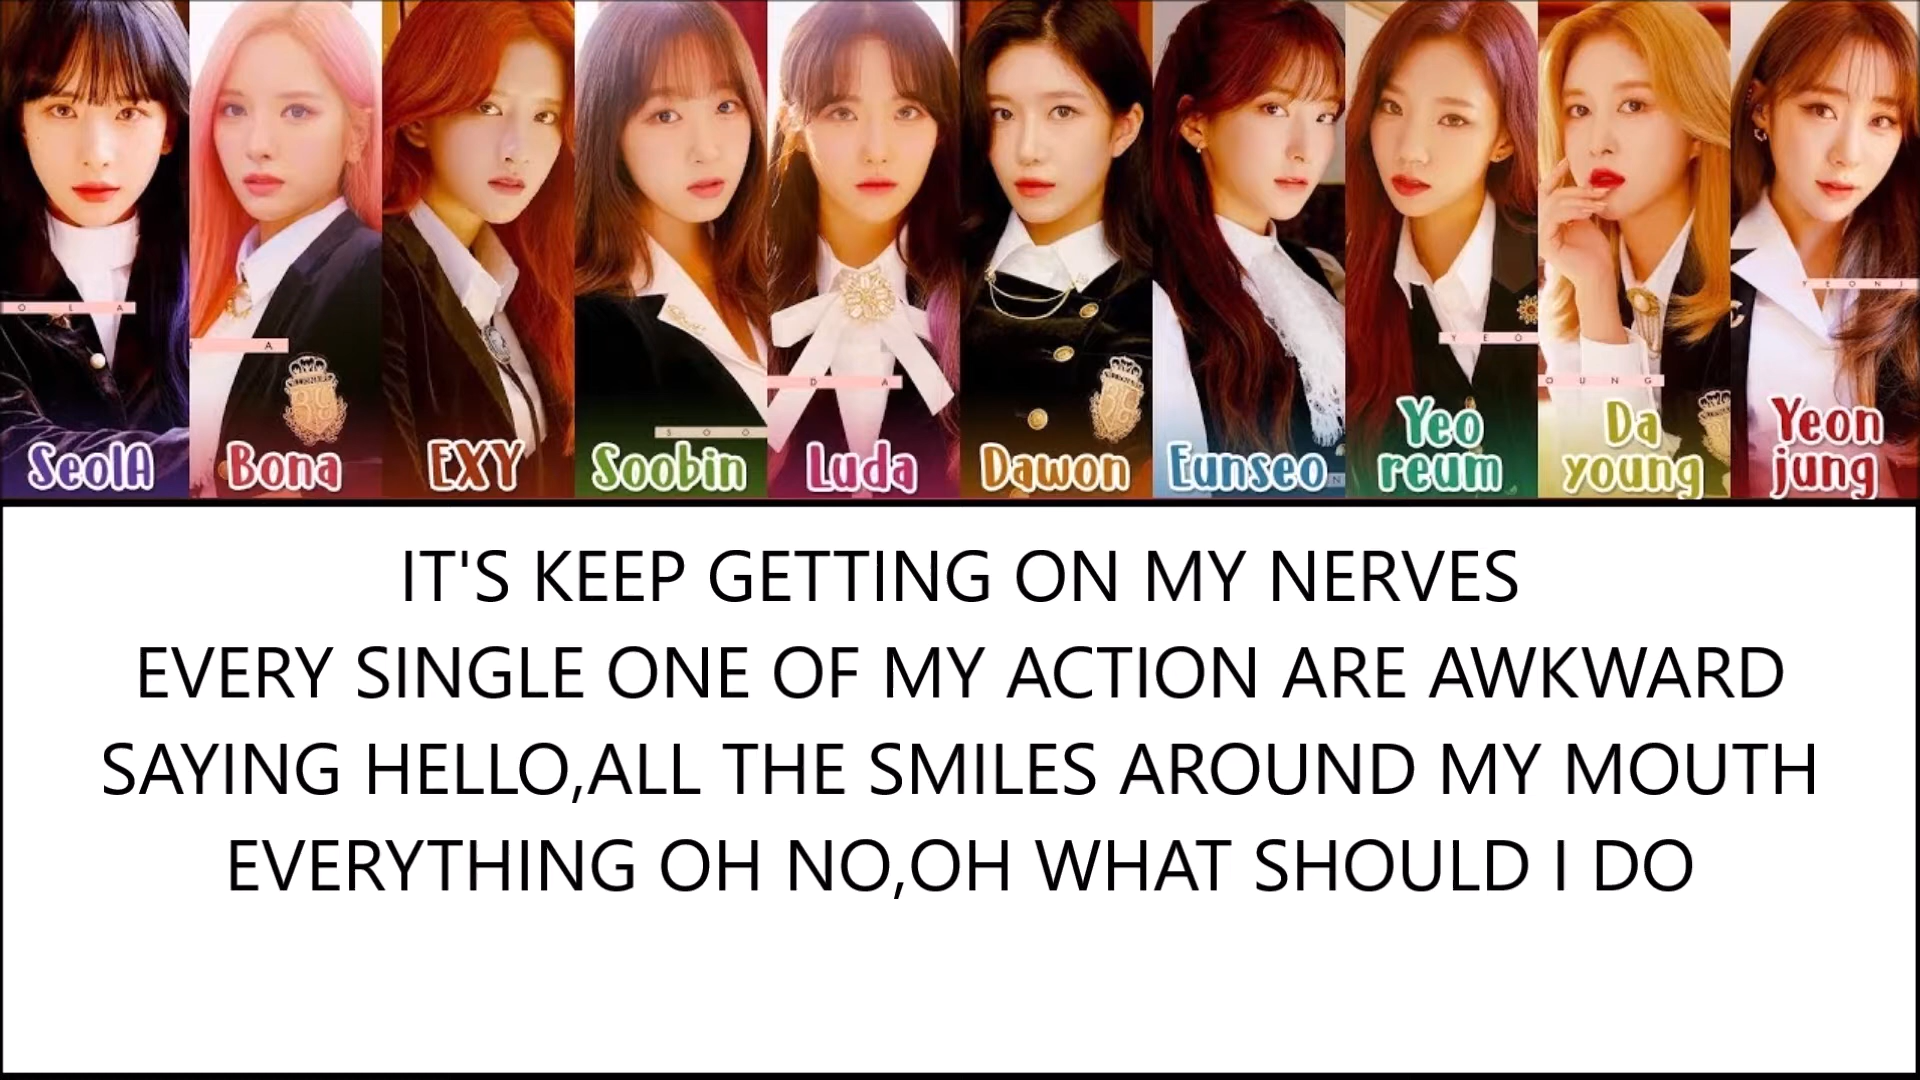 O L A
A
S O O
D A
Y E O
O U N G
Y E O N J
SeolA
Bona
EXY
Soobin
Luda
Dawon
Eunseo
Yeo
reum
Da
young
Yeon
jung
IT'S KEEP GETTING ON MY NERVES
EVERY SINGLE ONE OF MY ACTION ARE AWKWARD
SAYING HELLO,ALL THE SMILES AROUND MY MOUTH
EVERYTHING OH NO,OH WHAT SHOULD I DO